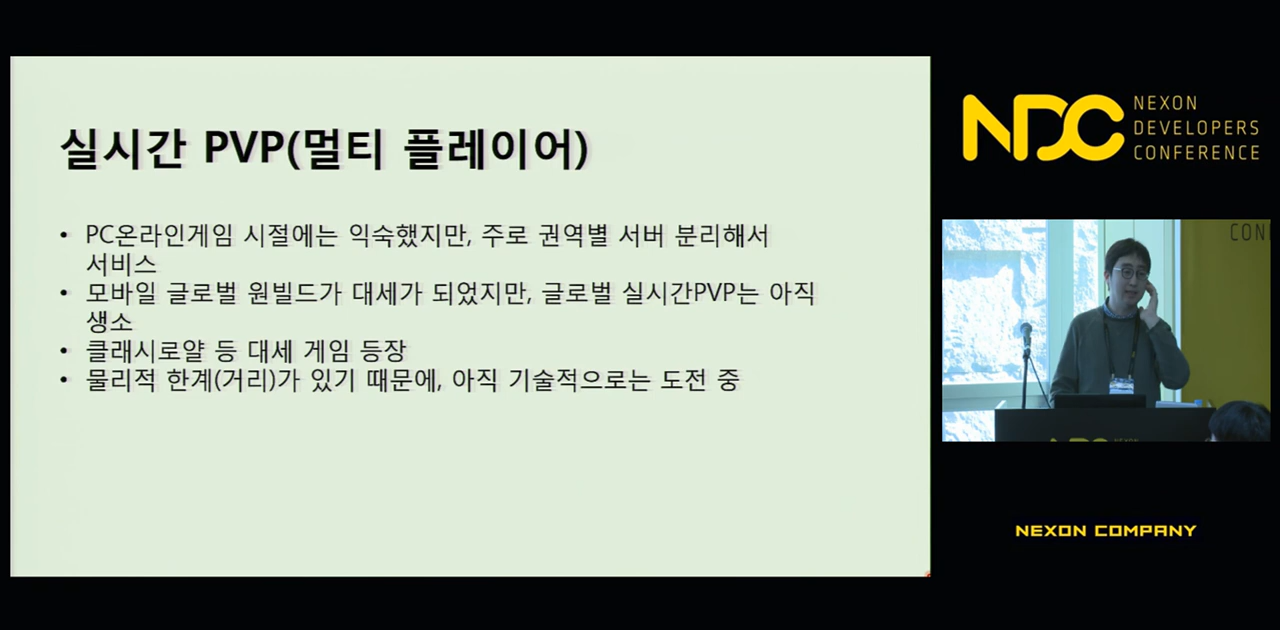 실시간 PVP(멀티 플레이어)
• PC온라인게임 시절에는 익숙했지만, 주로 권역별 서버 분리해서
서비스
• 모바일 글로벌 원빌드가 대세가 되었지만, 글로벌 실시간PVP는 아직
생소
• 클래시로얄 등 대세 게임 등장
• 물리적 한계(거리)가 있기 때문에, 아직 기술적으로는 도전 중
NDC
NEXON
DEVELOPERS
CONFERENCE
CON
NDC
NEXON COMPANY